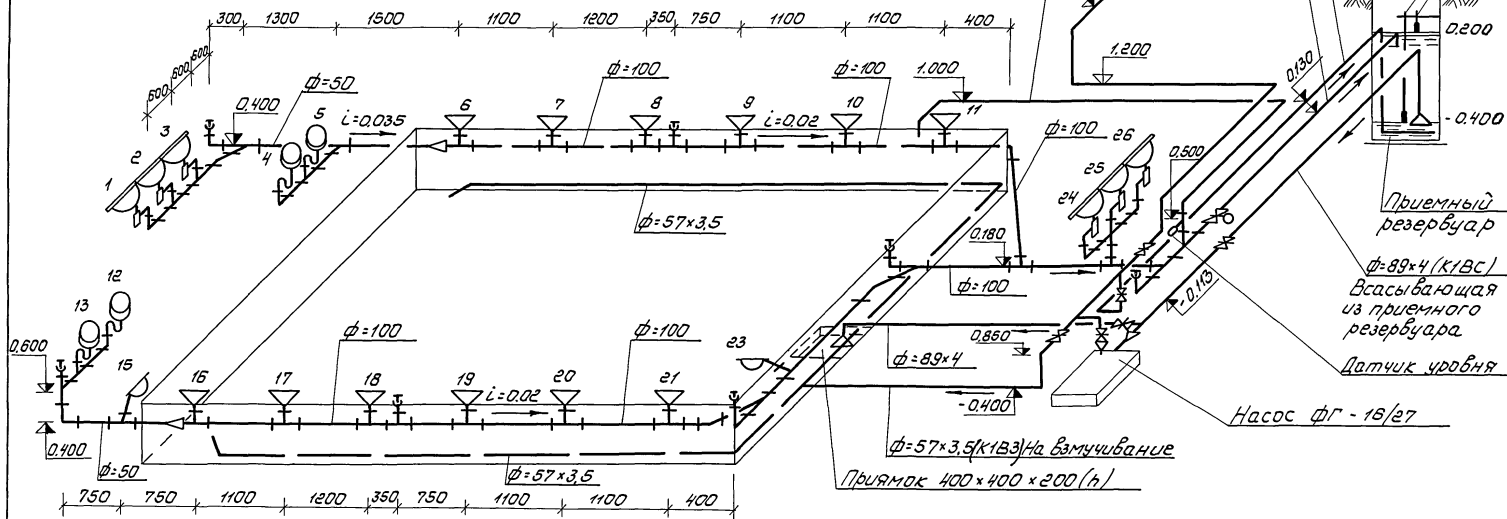 300 1300 1500 1100 1200 350 750 1100 1100 400
600 600 600
ф=50
0,400
i=0,035
1 2 3 4 5 6 7 8 9 10 11
ф=100
ф=100
i=0.02
1.000
1.200
0.130
0.200
-0.400
ф=100
24 25 26
0,500
Приемный
резервуар
ф=57×3,5
0.180
ф=100
-0.113
ф=89×4 (К1ВС)
Всасывающая
из приемного
резервуара
Датчик уровня
12
13
0,600
15 16 17 18 19 20 21
23
ф=100
ф=100
i=0.02
ф=89×4
0,860
-0.400
Насос ФГ - 16/27
0,400
ф=50
ф=57×3,5
ф=57×3,5(К1В3) На взмучивание
Приямок 400×400×200(h)
750 750 1100 1200 350 750 1100 1100 400